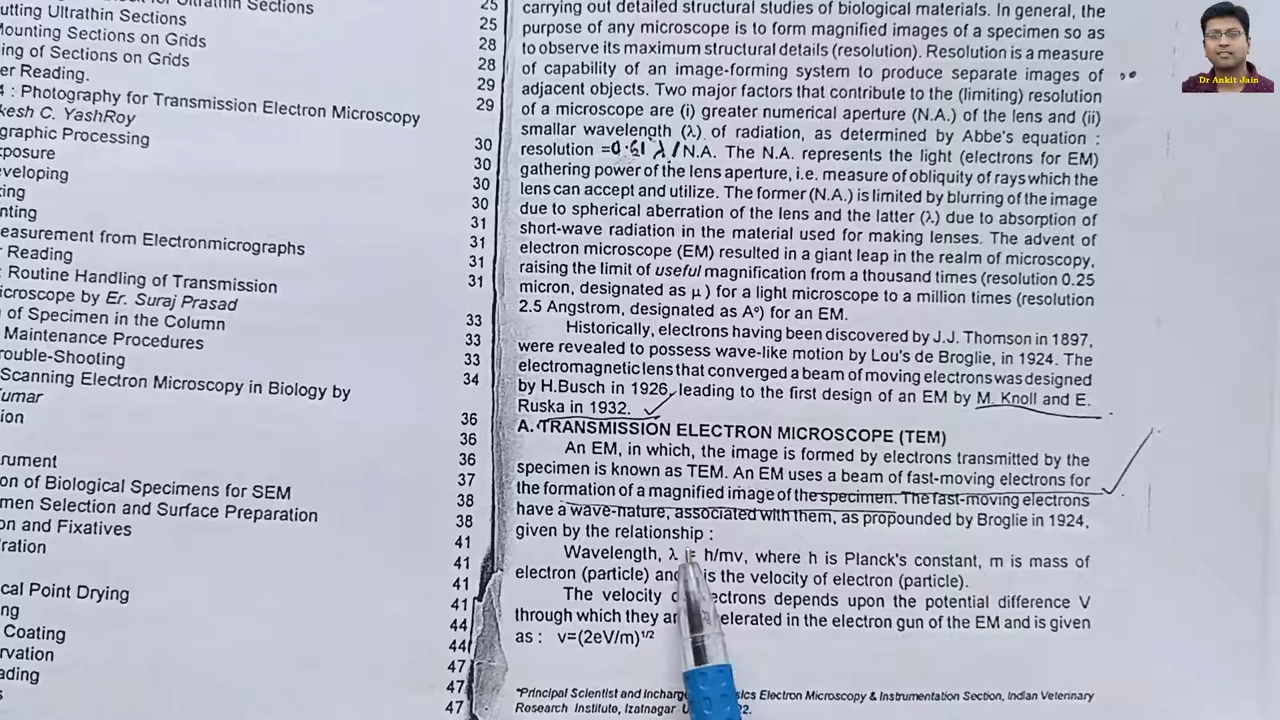 Ultrathin Sections
utting Ultrathin Sections
Mounting Sections on Grids
ing of Sections on Grids
er Reading.
4 : Photography for Transmission Electron Microscopy
kesh C. YashRoy
graphic Processing
xposure
eveloping
king
nting
easurement from Electronmicrographs
r Reading
: Routine Handling of Transmission
icroscope by Er. Suraj Prasad
of Specimen in the Column
Maintenance Procedures
rouble-Shooting
Scanning Electron Microscopy in Biology by
Kumar
ion
rument
on of Biological Specimens for SEM
men Selection and Surface Preparation
on and Fixatives
ration
cal Point Drying
ng
Coating
rvation
ading
25
25
28
28
29
29
30
30
30
30
31
31
31
31
33
33
33
34
36
36
36
37
38
38
41
41
41
41
44
44
47
47
47
carrying out detailed structural studies of biological materials. In general, the
purpose of any microscope is to form magnified images of a specimen so as
to observe its maximum structural details (resolution). Resolution is a measure
of capability of an image-forming system to produce separate images of
adjacent objects. Two major factors that contribute to the (limiting) resolution
of a microscope are (i) greater numerical aperture (N.A.) of the lens and (ii)
smallar wavelength (λ) of radiation, as determined by Abbe's equation :
resolution =0.61 λ / N.A. The N.A. represents the light (electrons for EM)
gathering power of the lens aperture, i.e. measure of obliquity of rays which the
lens can accept and utilize. The former (N.A.) is limited by blurring of the image
due to spherical aberration of the lens and the latter (λ) due to absorption of
short-wave radiation in the material used for making lenses. The advent of
electron microscope (EM) resulted in a giant leap in the realm of microscopy,
raising the limit of useful magnification from a thousand times (resolution 0.25
micron, designated as μ ) for a light microscope to a million times (resolution
2.5 Angstrom, designated as A°) for an EM.
Historically, electrons having been discovered by J.J. Thomson in 1897,
were revealed to possess wave-like motion by Lou's de Broglie, in 1924. The
electromagnetic lens that converged a beam of moving electrons was designed
by H.Busch in 1926, leading to the first design of an EM by M. Knoll and E.
Ruska in 1932.
A. TRANSMISSION ELECTRON MICROSCOPE (TEM)
An EM, in which, the image is formed by electrons transmitted by the
specimen is known as TEM. An EM uses a beam of fast-moving electrons for
the formation of a magnified image of the specimen. The fast-moving electrons
have a wave-nature, associated with them, as propounded by Broglie in 1924,
given by the relationship :
Wavelength, λ = h/mv, where h is Planck's constant, m is mass of
electron (particle) and is the velocity of electron (particle).
The velocity ectrons depends upon the potential difference V
through which they ar elerated in the electron gun of the EM and is given
as : v=(2eV/m)1/2
*Principal Scientist and Incharge sics Electron Microscopy & Instrumentation Section, Indian Veterinary
Research Institute, Izatnagar
Dr Ankit Jain